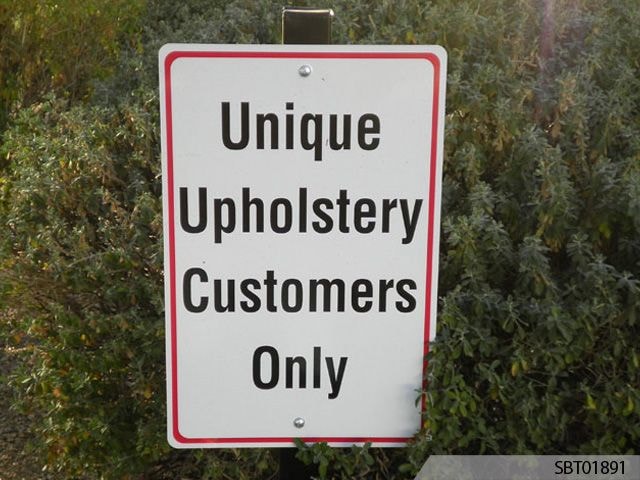 Unique
Upholstery
Customers
Only
SBT01891